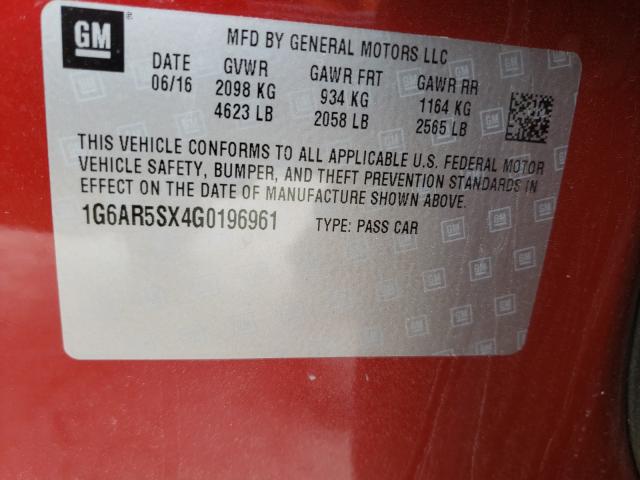 GM ®
MFD BY GENERAL MOTORS LLC
DATE GVWR GAWR FRT GAWR RR
06/16 2098 KG 934 KG 1164 KG
4623 LB 2058 LB 2565 LB
THIS VEHICLE CONFORMS TO ALL APPLICABLE U.S. FEDERAL MOTOR
VEHICLE SAFETY, BUMPER, AND THEFT PREVENTION STANDARDS IN
EFFECT ON THE DATE OF MANUFACTURE SHOWN ABOVE.
1G6AR5SX4G0196961 TYPE: PASS CAR